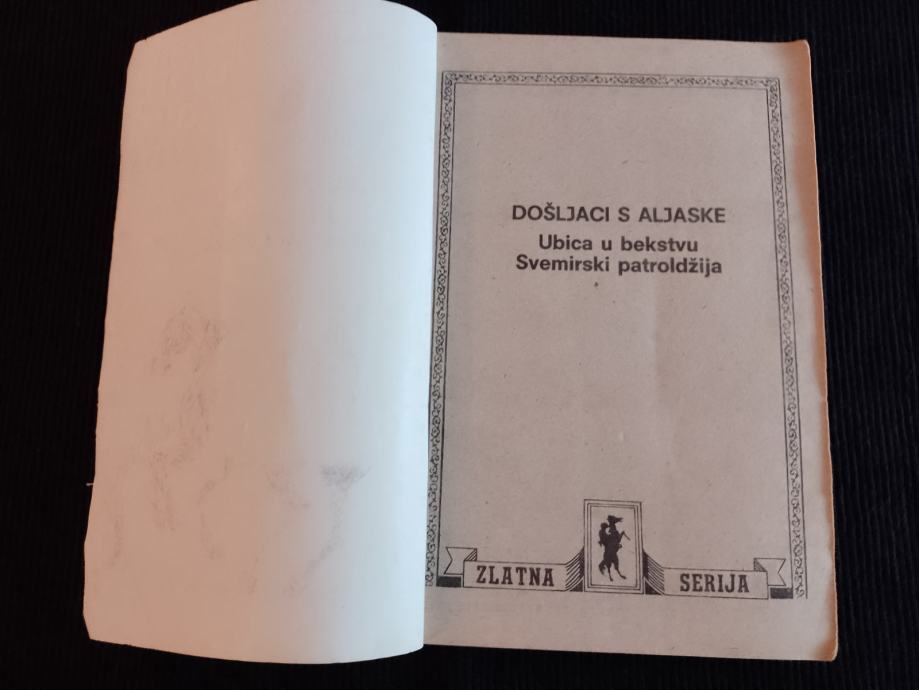 DOŠLJACI S ALJASKE
Ubica u bekstvu
Svemirski patroldžija
ZLATNA SERIJA